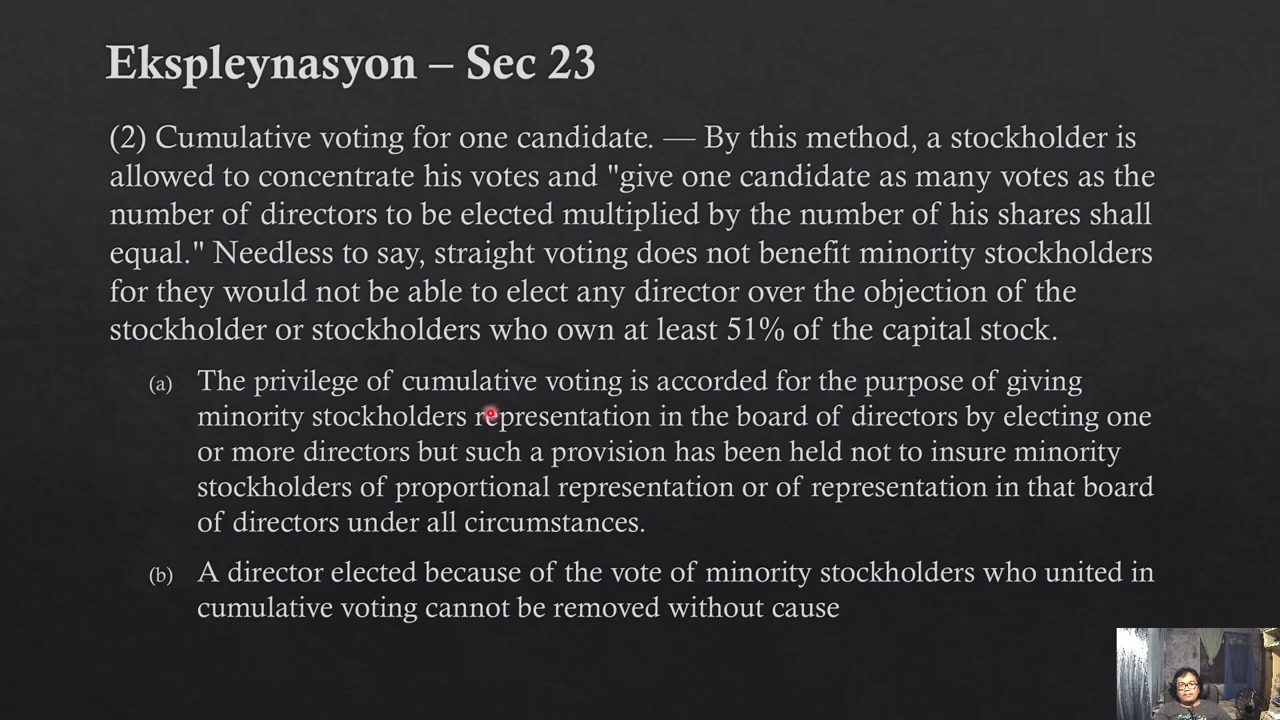 Ekspleynasyon – Sec 23
(2) Cumulative voting for one candidate. — By this method, a stockholder is
allowed to concentrate his votes and "give one candidate as many votes as the
number of directors to be elected multiplied by the number of his shares shall
equal." Needless to say, straight voting does not benefit minority stockholders
for they would not be able to elect any director over the objection of the
stockholder or stockholders who own at least 51% of the capital stock.
(a) The privilege of cumulative voting is accorded for the purpose of giving
minority stockholders representation in the board of directors by electing one
or more directors but such a provision has been held not to insure minority
stockholders of proportional representation or of representation in that board
of directors under all circumstances.
(b) A director elected because of the vote of minority stockholders who united in
cumulative voting cannot be removed without cause